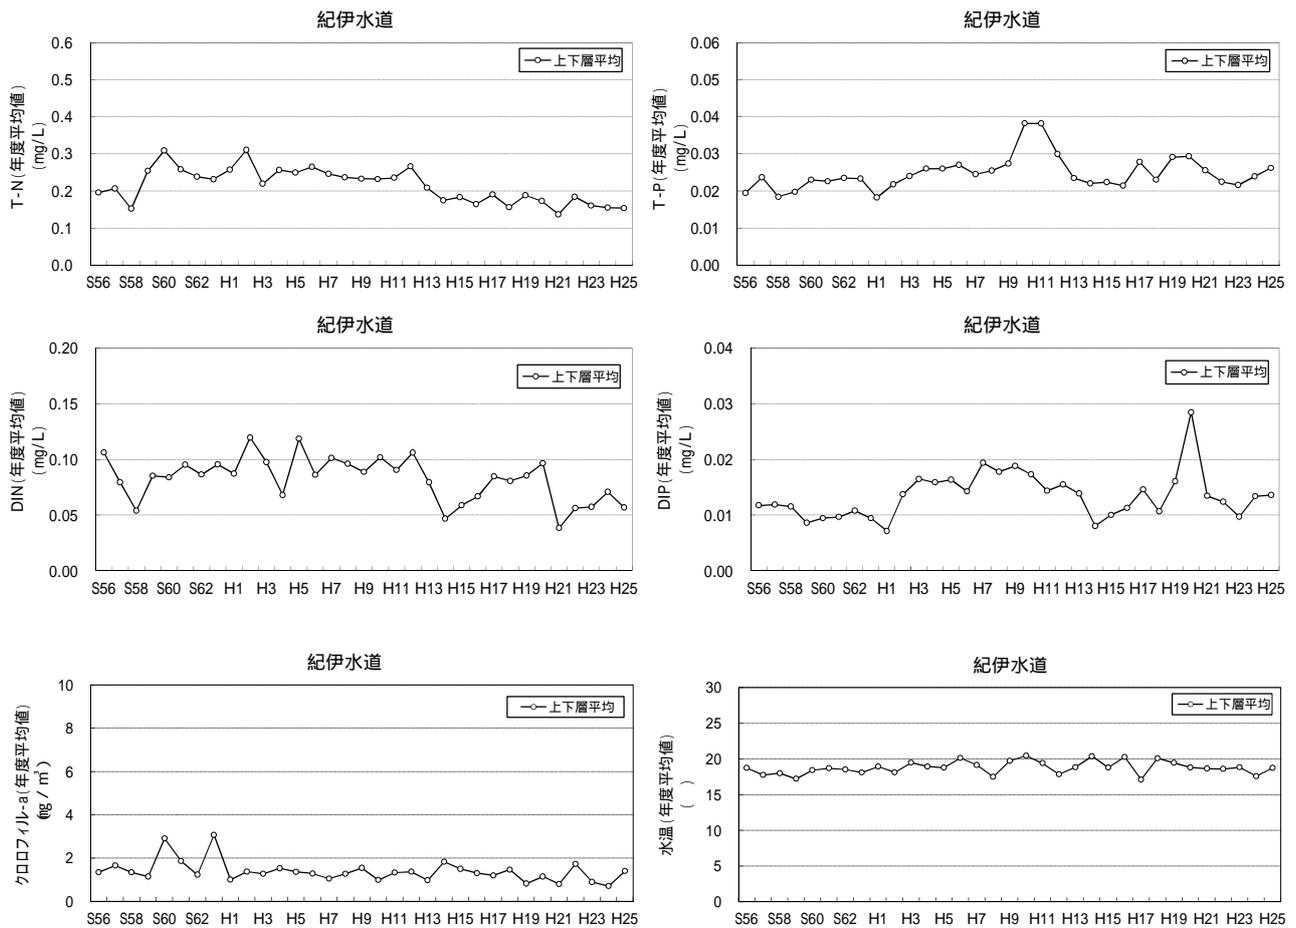 紀伊水道
T-N(年度平均値)
(mg/L)
0.6
0.5
0.4
0.3
0.2
0.1
0.0
上下層平均
S56 S58 S60 S62 H1 H3 H5 H7 H9 H11 H13 H15 H17 H19 H21 H23 H25
紀伊水道
T-P(年度平均値)
(mg/L)
0.06
0.05
0.04
0.03
0.02
0.01
0.00
上下層平均
S56 S58 S60 S62 H1 H3 H5 H7 H9 H11 H13 H15 H17 H19 H21 H23 H25
紀伊水道
DIN(年度平均値)
(mg/L)
0.20
0.15
0.10
0.05
0.00
上下層平均
S56 S58 S60 S62 H1 H3 H5 H7 H9 H11 H13 H15 H17 H19 H21 H23 H25
紀伊水道
DIP(年度平均値)
(mg/L)
0.04
0.03
0.02
0.01
0.00
上下層平均
S56 S58 S60 S62 H1 H3 H5 H7 H9 H11 H13 H15 H17 H19 H21 H23 H25
紀伊水道
クロロフィル-a(年度平均値)
10
8
6
4
2
0
上下層平均
S56 S58 S60 S62 H1 H3 H5 H7 H9 H11 H13 H15 H17 H19 H21 H23 H25
紀伊水道
水温(年度平均値)
( )
30
25
20
15
10
5
0
上下層平均
S56 S58 S60 S62 H1 H3 H5 H7 H9 H11 H13 H15 H17 H19 H21 H23 H25